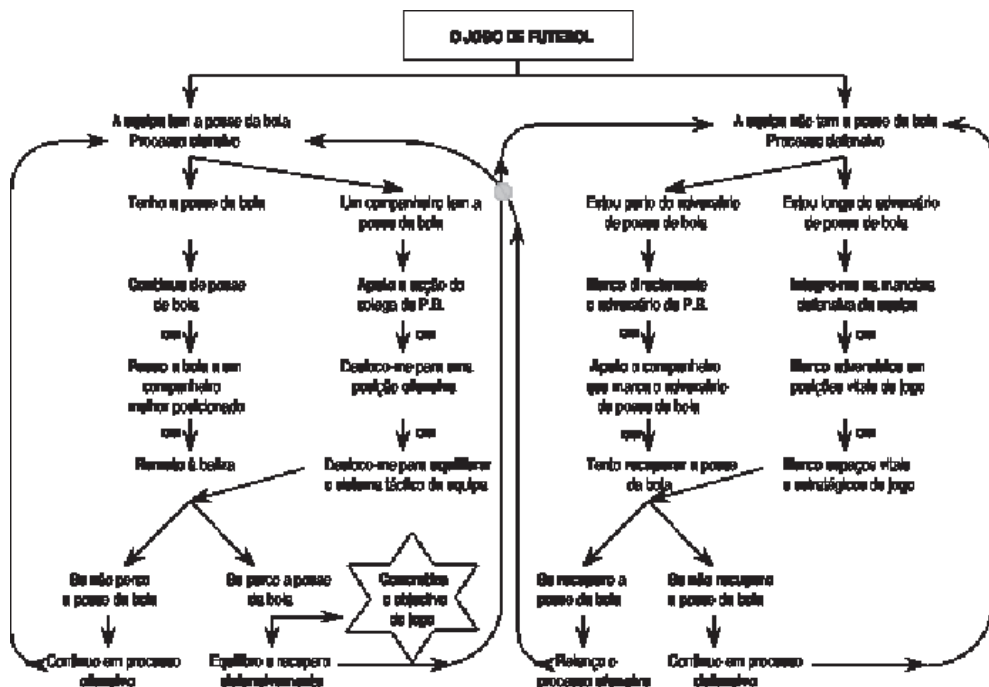 O JOGO DE FUTEBOL
A equipa tem a posse da bola
Processo ofensivo
A equipa não tem a posse da bola
Processo defensivo
Tenho a posse da bola
Um companheiro tem a
posse da bola
Estou perto do adversário
de posse de bola
Estou longe do adversário
de posse de bola
Continuo de posse
de bola
Apoio a acção do
colega de P.B.
Marco directamente
o adversário de P.B.
Integro-me na manobra
defensiva da equipa
ou
ou
ou
ou
Passo a bola a um
companheiro
melhor posicionado
Desloco-me para uma
posição ofensiva
Apoio o companheiro
que marca o adversário
de posse de bola
Marco adversários em
posições vitais de jogo
ou
ou
ou
ou
Remato à baliza
Desloco-me para equilibrar
o sistema táctico da equipa
Tento recuperar a posse
da bola
Marco espaços vitais
e estratégicos de jogo
Se não perco
a posse da bola
Se perco a posse
da bola
Concretiza
o objectivo
do jogo
Se recupero a
posse da bola
Se não recupero
a posse da bola
Continuo em processo
ofensivo
Equilibro e recupero
defensivamente
Relanço o
processo ofensivo
Continuo em processo
defensivo